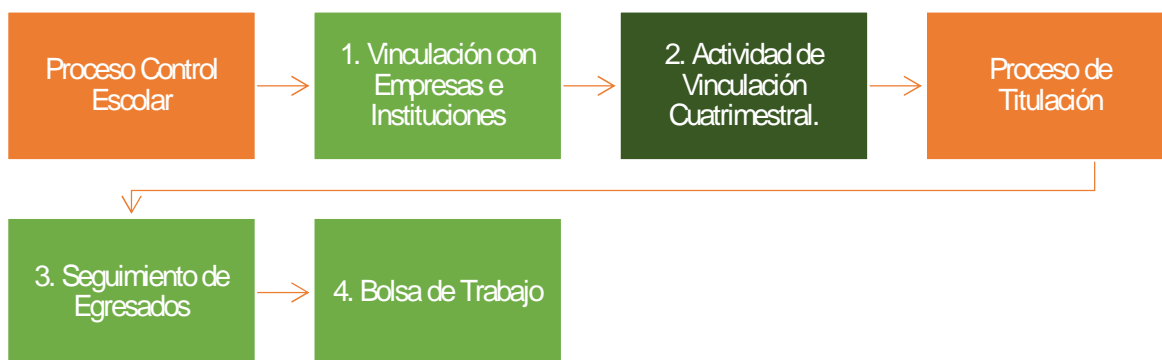 Proceso Control
Escolar
1. Vinculación con
Empresas e
Instituciones
2. Actividad de
Vinculación
Cuatrimestral.
Proceso de
Titulación
3. Seguimiento de
Egresados
4. Bolsa de Trabajo